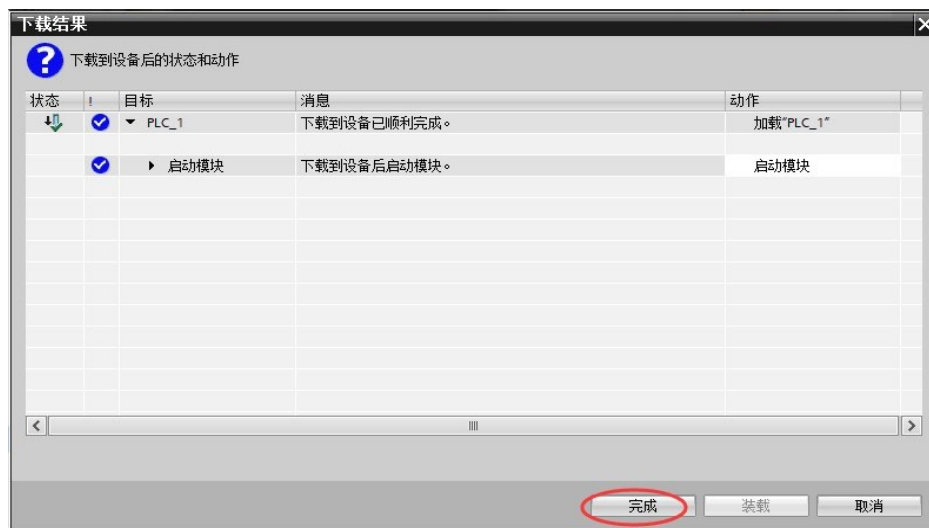 下载结果
下载到设备后的状态和动作
状态 ! 目标 消息 动作
PLC_1 下载到设备已顺利完成。 加载"PLC_1"
启动模块 下载到设备后启动模块。 启动模块
完成 装载 取消